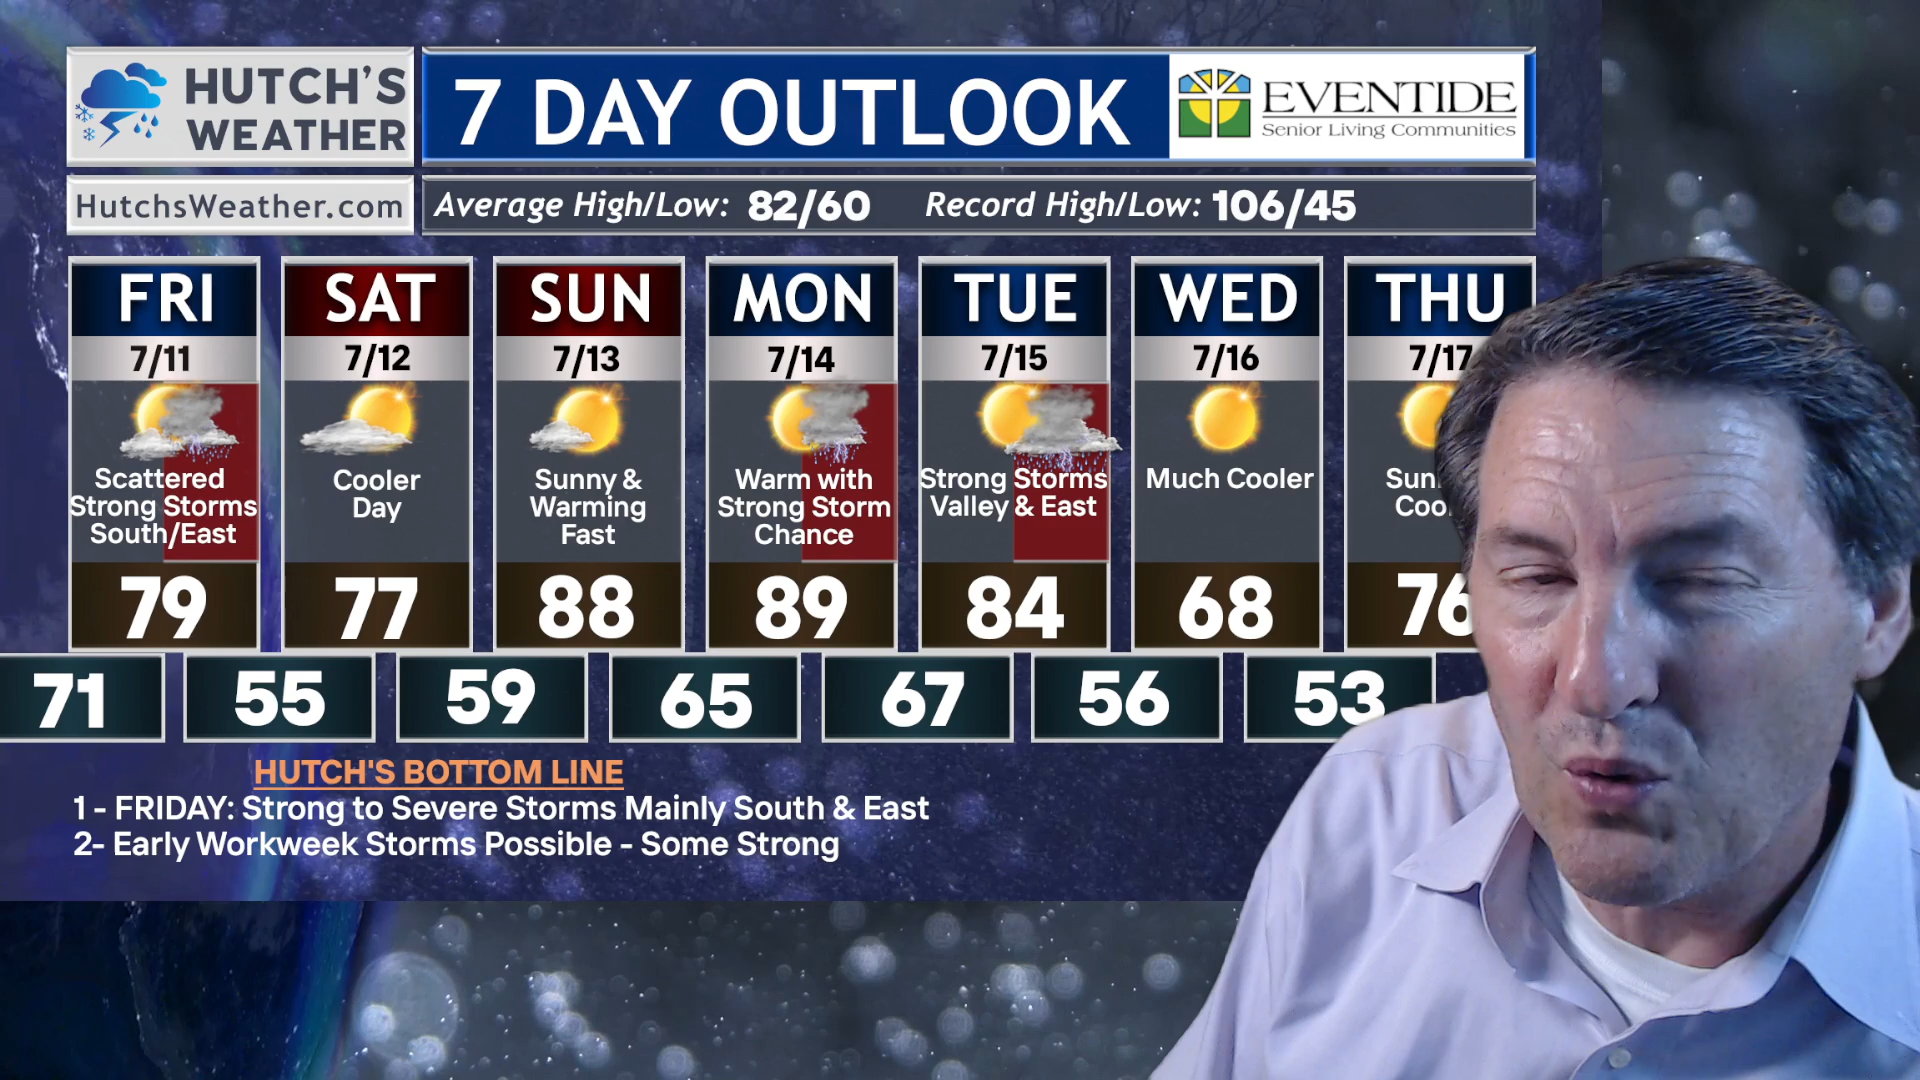 HUTCH'S
WEATHER
HutchsWeather.com
7 DAY OUTLOOK
EVENTIDE
Senior Living Communities
Average High/Low: 82/60 Record High/Low: 106/45
FRI
7/11
Scattered
Strong Storms
South/East
79
SAT
7/12
Cooler
Day
77
SUN
7/13
Sunny &
Warming
Fast
88
MON
7/14
Warm with
Strong Storm
Chance
89
TUE
7/15
Strong Storms
Valley & East
84
WED
7/16
Much Cooler
68
THU
7/17
76
71 55 59 65 67 56 53
HUTCH'S BOTTOM LINE
1 - FRIDAY: Strong to Severe Storms Mainly South & East
2- Early Workweek Storms Possible - Some Strong